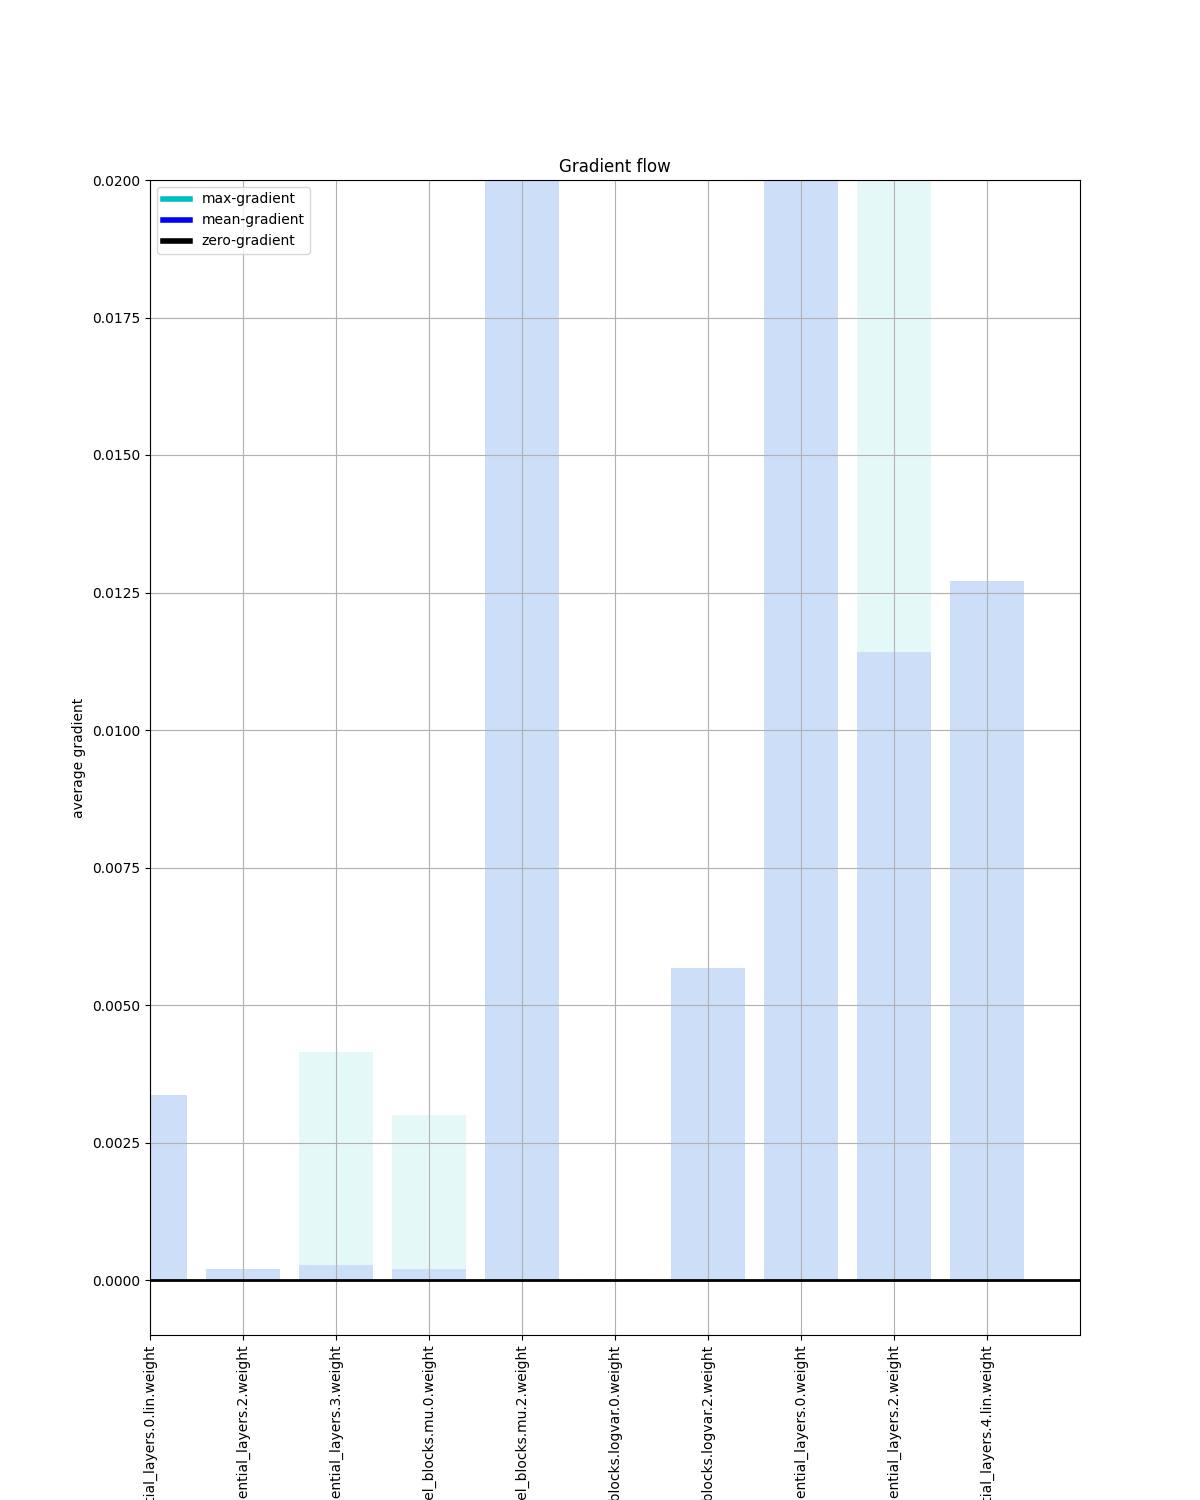 Gradient flow
max-gradient
mean-gradient
zero-gradient
0.0200
0.0175
0.0150
0.0125
0.0100
0.0075
0.0050
0.0025
0.0000
average gradient
tial_layers.0.lin.weight
ential_layers.2.weight
ential_layers.3.weight
el_blocks.mu.0.weight
el_blocks.mu.2.weight
blocks.logvar.0.weight
blocks.logvar.2.weight
ential_layers.0.weight
ential_layers.2.weight
tial_layers.4.lin.weight